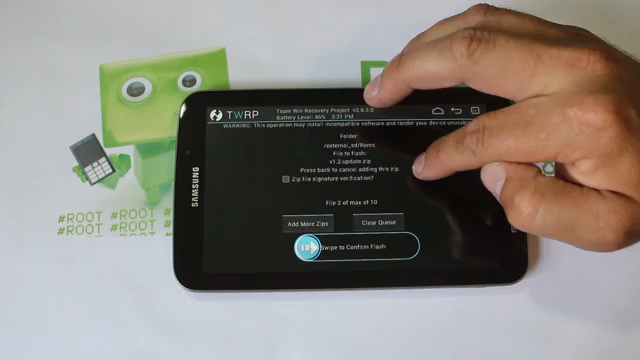 TWRP
Team Win Recovery Project v2.6.3.0
Battery Level: 46% 3:31 PM
WARNING: This operation may install incompatible software and render your device unusable
Folder:
/external_sd/Roms
File to flash:
v1.2.update.zip
Press back to cancel adding this zip.
Zip file signature verification?
File 2 of max of 10
Add More Zips
Clear Queue
Swipe to Confirm Flash
SAMSUNG
#ROOT #ROOT #
#ROOT #ROOT #